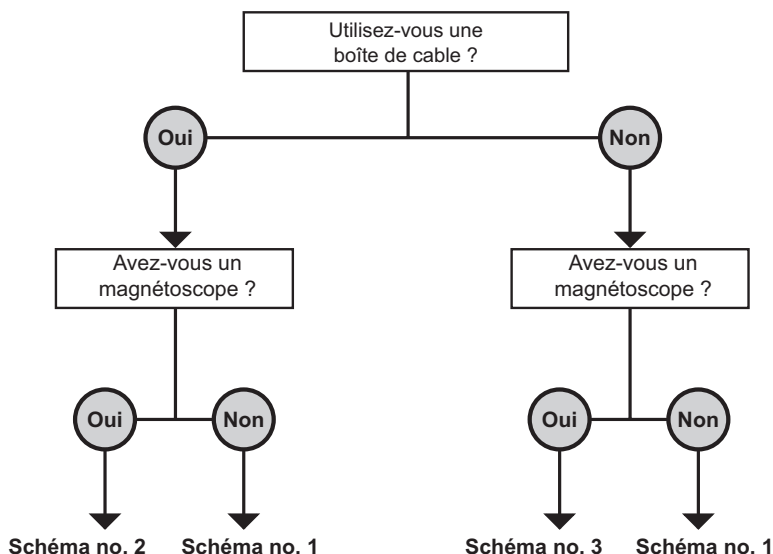 Utilisez-vous une
boîte de cable ?
Oui
Non
Avez-vous un
magnétoscope ?
Avez-vous un
magnétoscope ?
Oui
Non
Oui
Non
Schéma no. 2
Schéma no. 1
Schéma no. 3
Schéma no. 1